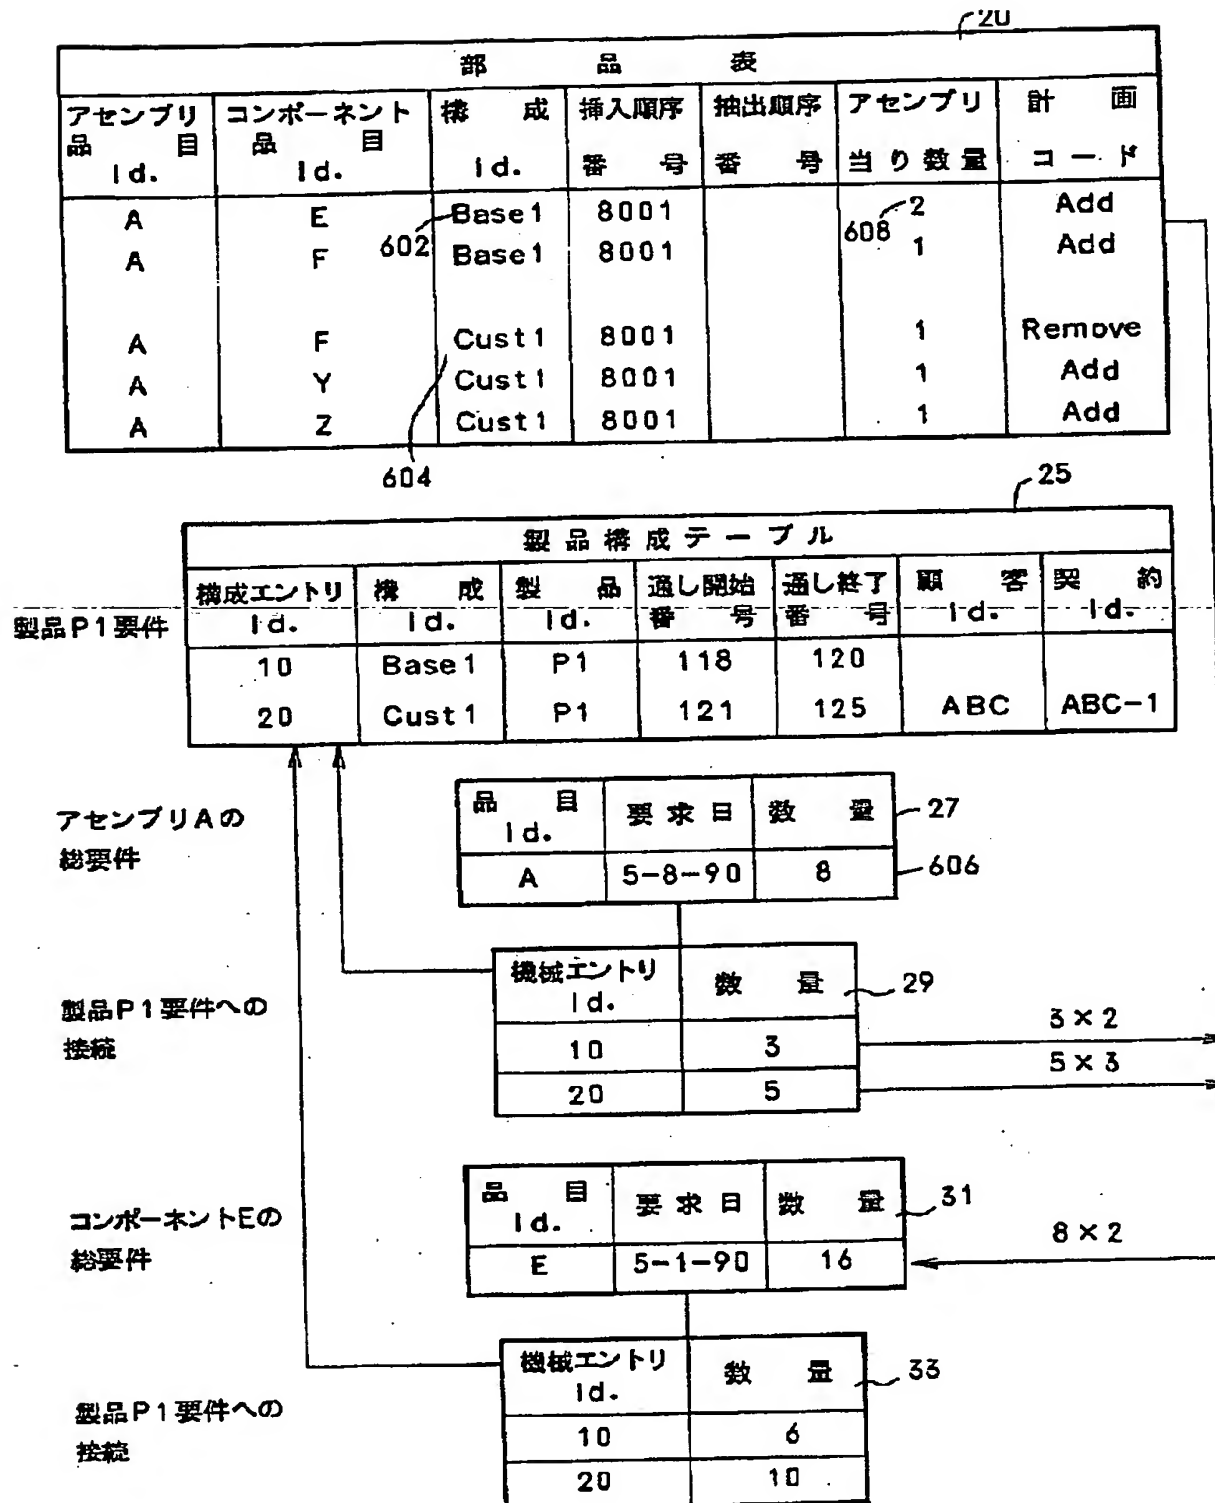 20
部品表
アセンブリ品目Id. コンポーネント品目Id. 構成Id. 挿入順序番号 抽出順序番号 アセンブリ当り数量 計画コード
A E Base1 8001 2 Add
602 608
A F Base1 8001 1 Add
A F Cust1 8001 1 Remove
A Y Cust1 8001 1 Add
A Z Cust1 8001 1 Add
604
25
製品構成テーブル
製品P1要件
構成エントリId. 構成Id. 製品Id. 通し開始番号 通し終了番号 顧客Id. 契約Id.
10 Base1 P1 118 120
20 Cust1 P1 121 125 ABC ABC-1
アセンブリAの
総要件
品目Id. 要求日 数量
27
A 5-8-90 8
606
製品P1要件への
接続
機械エントリId. 数量
29
10 3
3×2
20 5
5×3
コンポーネントEの
総要件
品目Id. 要求日 数量
31
E 5-1-90 16
8×2
製品P1要件への
接続
機械エントリId. 数量
33
10 6
20 10